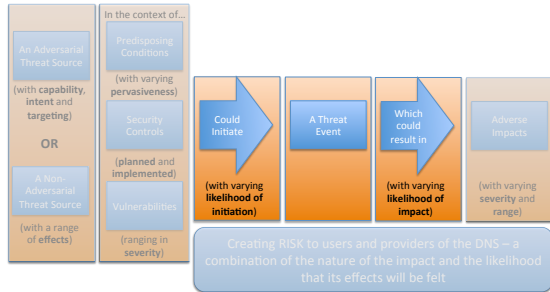 An Adversarial
Threat Source
(with capability,
intent and
targeting)
OR
A Non-
Adversarial
Threat Source
(with a range
of effects)
In the context of...
Predisposing
Conditions
(with varying
pervasiveness)
Security
Controls
(planned and
implemented)
Vulnerabilities
(ranging in
severity)
Could
Initiate
(with varying
likelihood of
initiation)
A Threat
Event
Which
could
result in
(with varying
likelihood of
impact)
Adverse
Impacts
(with varying
severity and
range)
Creating RISK to users and providers of the DNS – a
combination of the nature of the impact and the likelihood
that its effects will be felt